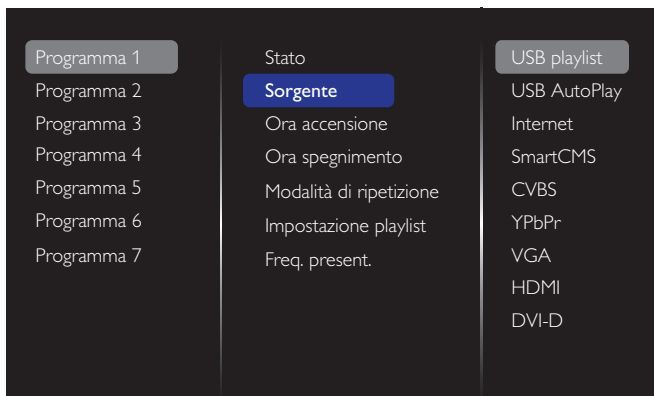 Programma 1
Programma 2
Programma 3
Programma 4
Programma 5
Programma 6
Programma 7
Stato
Sorgente
Ora accensione
Ora spegnimento
Modalità di ripetizione
Impostazione playlist
Freq. present.
USB playlist
USB AutoPlay
Internet
SmartCMS
CVBS
YPbPr
VGA
HDMI
DVI-D